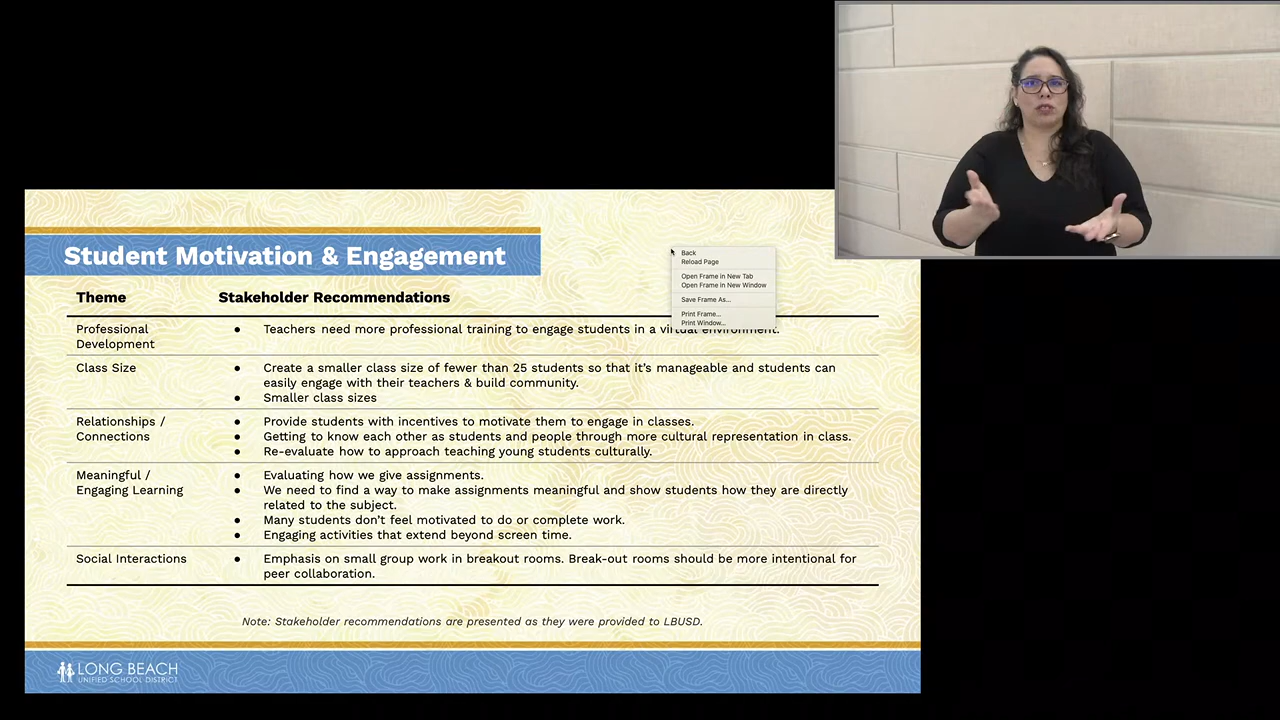 Student Motivation & Engagement
Back
Reload Page
Open Frame in New Tab
Open Frame in New Window
Save Frame As...
Print Frame...
Print Window...
Theme
Stakeholder Recommendations
Professional
Development
● Teachers need more professional training to engage students in a virtual environment.
Class Size
● Create a smaller class size of fewer than 25 students so that it's manageable and students can
easily engage with their teachers & build community.
● Smaller class sizes
Relationships /
Connections
● Provide students with incentives to motivate them to engage in classes.
● Getting to know each other as students and people through more cultural representation in class.
● Re-evaluate how to approach teaching young students culturally.
Meaningful /
Engaging Learning
● Evaluating how we give assignments.
● We need to find a way to make assignments meaningful and show students how they are directly
related to the subject.
● Many students don't feel motivated to do or complete work.
● Engaging activities that extend beyond screen time.
Social Interactions
● Emphasis on small group work in breakout rooms. Break-out rooms should be more intentional for
peer collaboration.
Note: Stakeholder recommendations are presented as they were provided to LBUSD.
LONG BEACH
UNIFIED SCHOOL DISTRICT